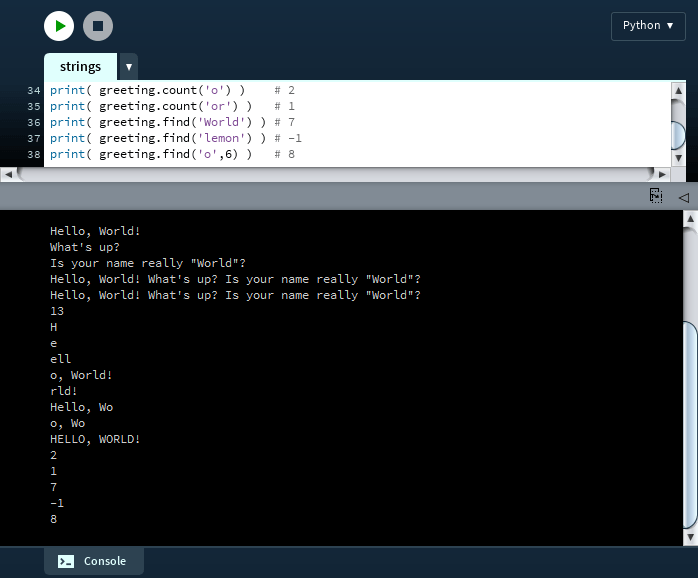 Python ▾
strings ▾
34 print( greeting.count('o') ) # 2
35 print( greeting.count('or') ) # 1
36 print( greeting.find('World') ) # 7
37 print( greeting.find('lemon') ) # -1
38 print( greeting.find('o',6) ) # 8
Hello, World!
What's up?
Is your name really "World"?
Hello, World! What's up? Is your name really "World"?
Hello, World! What's up? Is your name really "World"?
13
H
e
ell
o, World!
rld!
Hello, Wo
o, Wo
HELLO, WORLD!
2
1
7
-1
8
Console